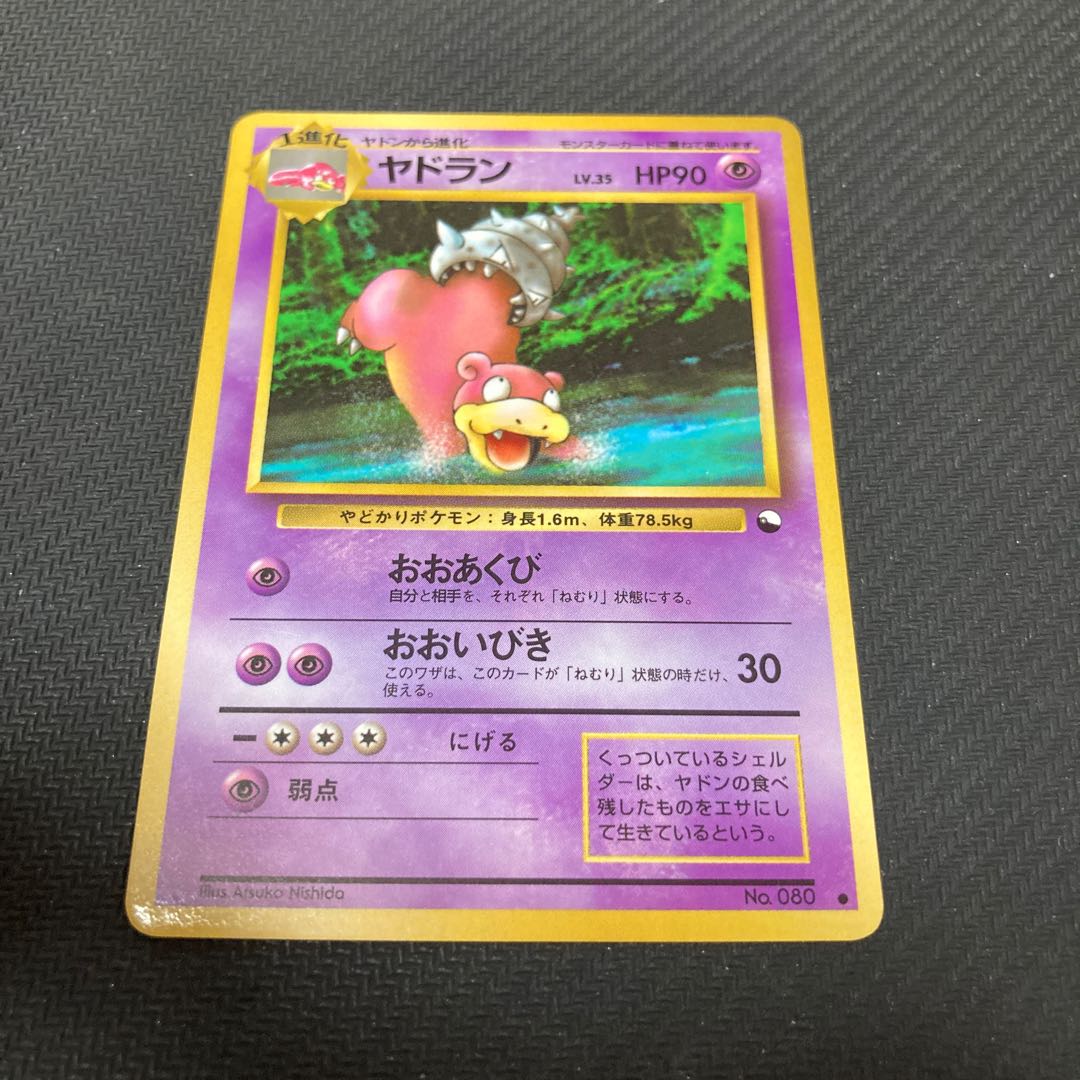 1進化 ヤドンから進化 モンスターカードに重ねて使います
ヤドラン LV.35 HP90
やどかりポケモン：身長1.6m、体重78.5kg
おおあくび
自分と相手を、それぞれ「ねむり」状態にする。
おおいびき 30
このワザは、このカードが「ねむり」状態の時だけ、
使える。
にげる
弱点
くっついているシェル
ダーは、ヤドンの食べ
残したものをエサにし
て生きているという。
Illus. Atsuko Nishida
No. 080